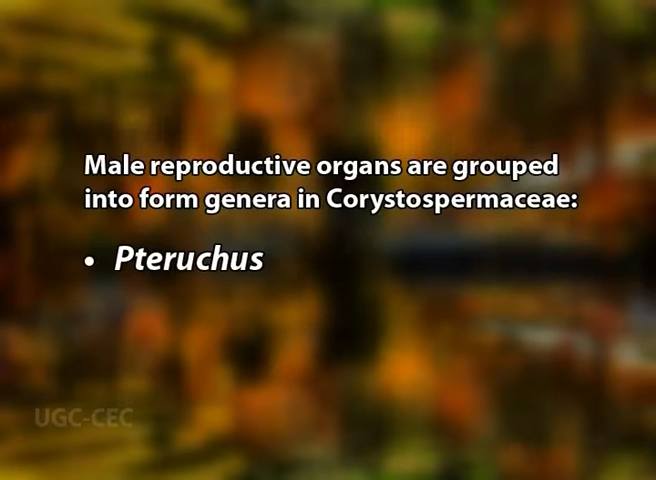 Male reproductive organs are grouped
into form genera in Corystospermaceae:
• Pteruchus
UGC-CEC